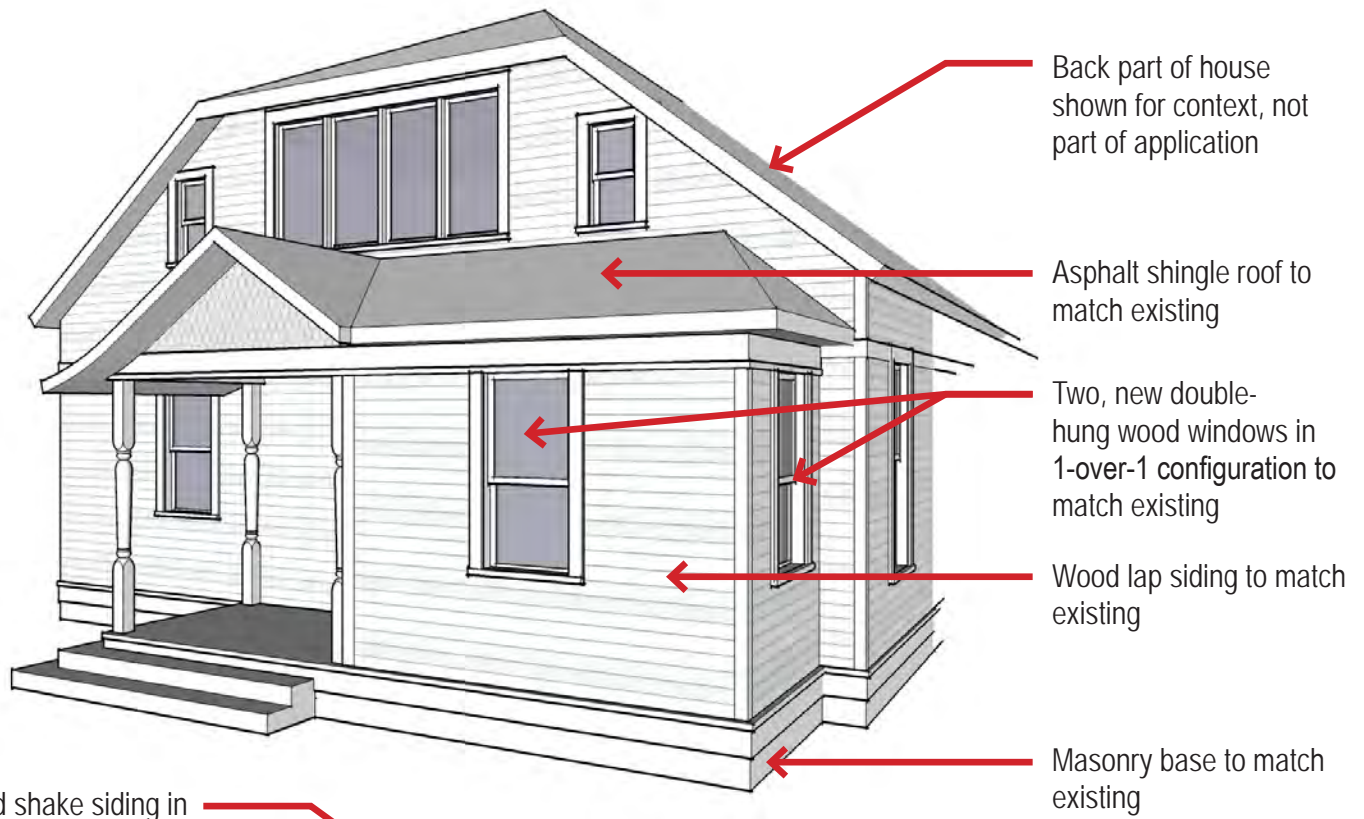 Back part of house
shown for context, not
part of application
Asphalt shingle roof to
match existing
Two, new double-
hung wood windows in
1-over-1 configuration to
match existing
Wood lap siding to match
existing
Masonry base to match
existing
shake siding in